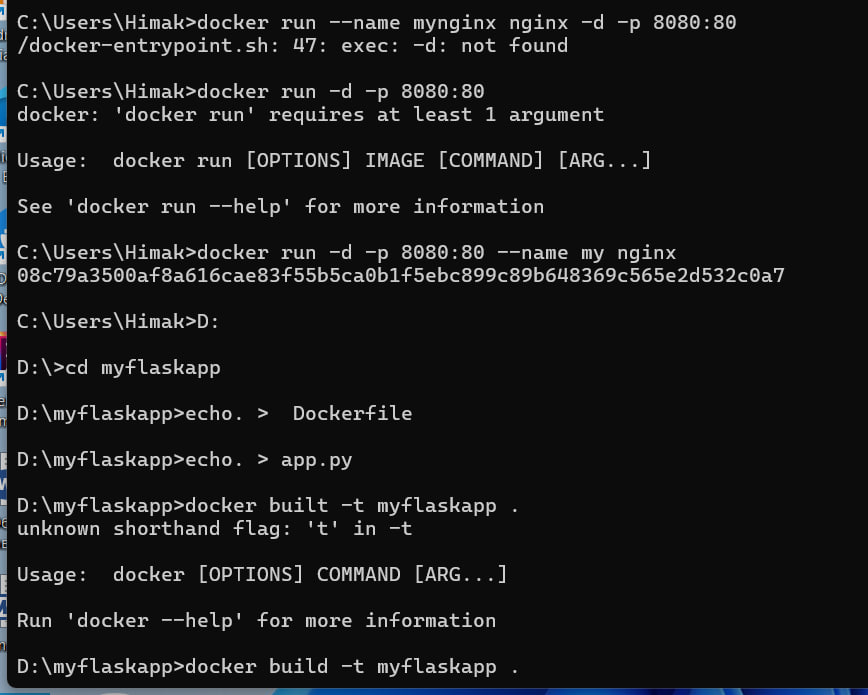 C:\Users\Himak>docker run --name mynginx nginx -d -p 8080:80
/docker-entrypoint.sh: 47: exec: -d: not found
C:\Users\Himak>docker run -d -p 8080:80
docker: 'docker run' requires at least 1 argument
Usage:  docker run [OPTIONS] IMAGE [COMMAND] [ARG...]
See 'docker run --help' for more information
C:\Users\Himak>docker run -d -p 8080:80 --name my nginx
08c79a3500af8a616cae83f55b5ca0b1f5ebc899c89b648369c565e2d532c0a7
C:\Users\Himak>D:
D:\>cd myflaskapp
D:\myflaskapp>echo. >  Dockerfile
D:\myflaskapp>echo. > app.py
D:\myflaskapp>docker built -t myflaskapp .
unknown shorthand flag: 't' in -t
Usage:  docker [OPTIONS] COMMAND [ARG...]
Run 'docker --help' for more information
D:\myflaskapp>docker build -t myflaskapp .